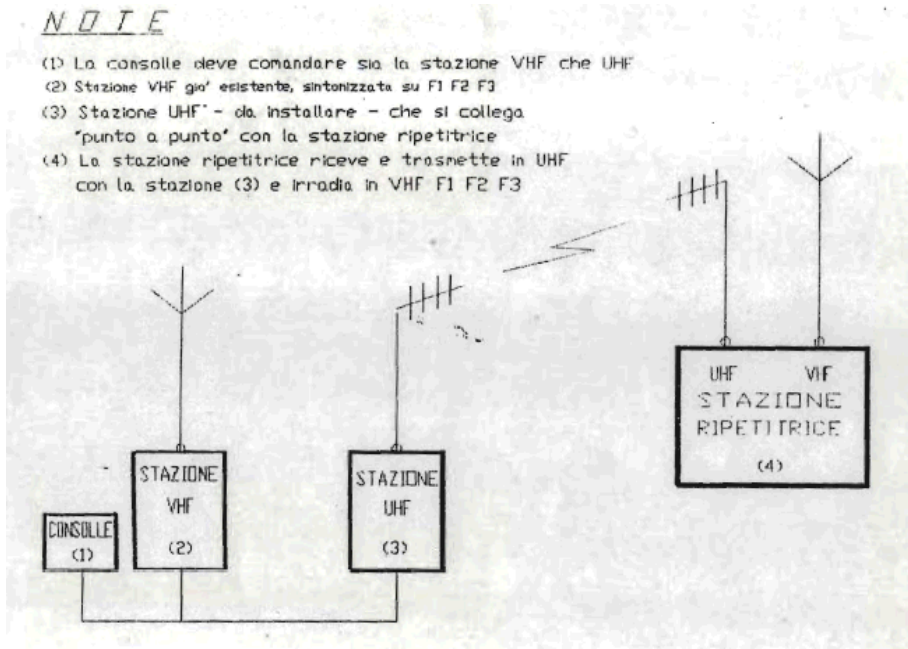 NOTE
(1) La consolle deve comandare sia la stazione VHF che UHF
(2) Stazione VHF gia' esistente, sintonizzata su F1 F2 F3
(3) Stazione UHF - da installare - che si collega
"punto a punto" con la stazione ripetitrice
(4) La stazione ripetitrice riceve e trasmette in UHF
con la stazione (3) e irradia in VHF F1 F2 F3
UHF VHF
STAZIONE
RIPETITRICE
(4)
STAZIONE
VHF
(2)
STAZIONE
UHF
(3)
CONSOLLE
(1)